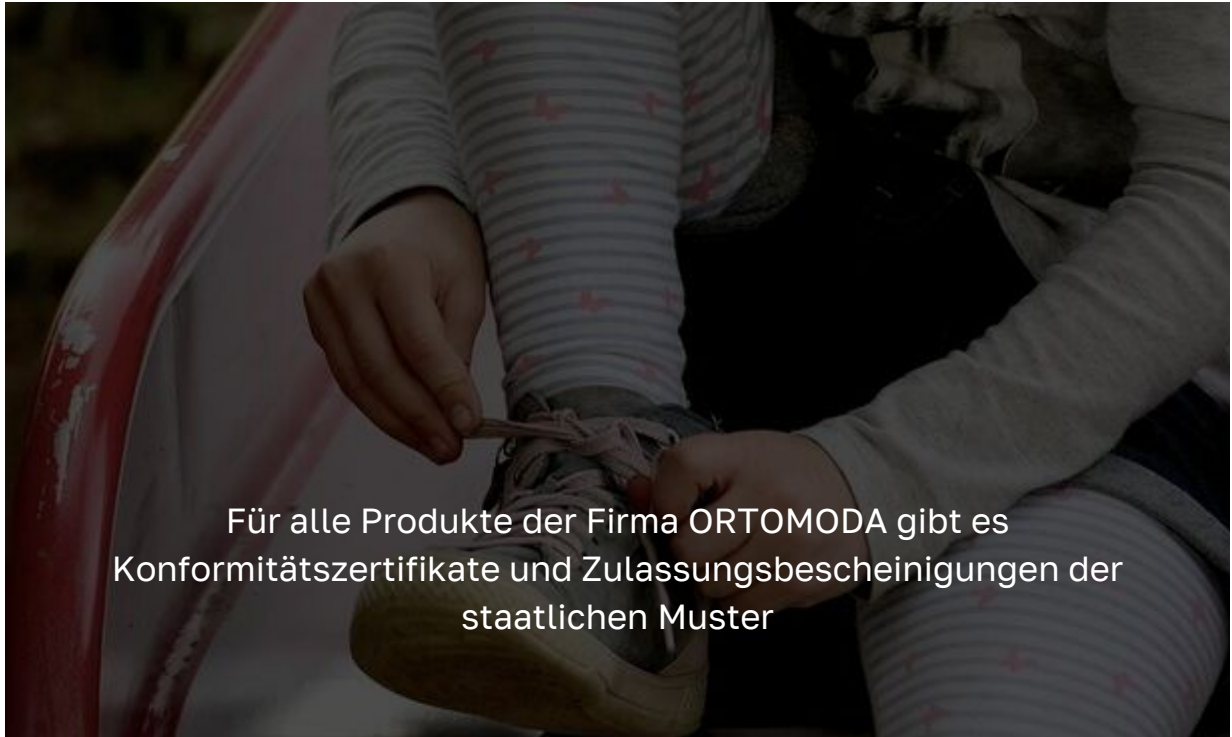 Für alle Produkte der Firma ORTOMODA gibt es
Konformitätszertifikate und Zulassungsbescheinigungen der
staatlichen Muster